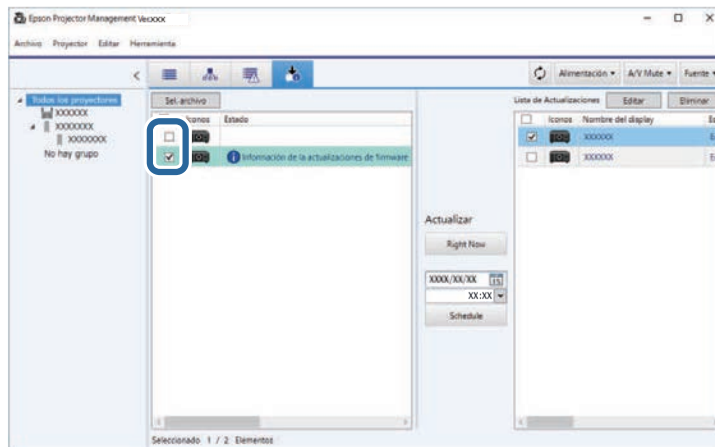 Epson Projector Management Ver.XXX
Archivo Proyector Editar Herramienta
Alimentación A/V Mute Fuente
Todos los proyectores
XXXXXX
XXXXXXX
XXXXXXX
No hay grupo
Sel. archivo
Iconos Estado
Información de la actualizaciones de firmware
Actualizar
Right Now
XXXX/XX/XX 15
XX:XX
Schedule
Lista de Actualizaciones Editar Eliminar
Iconos Nombre del display
XXXXXX
XXXXXX
Seleccionado 1 / 2 Elementos